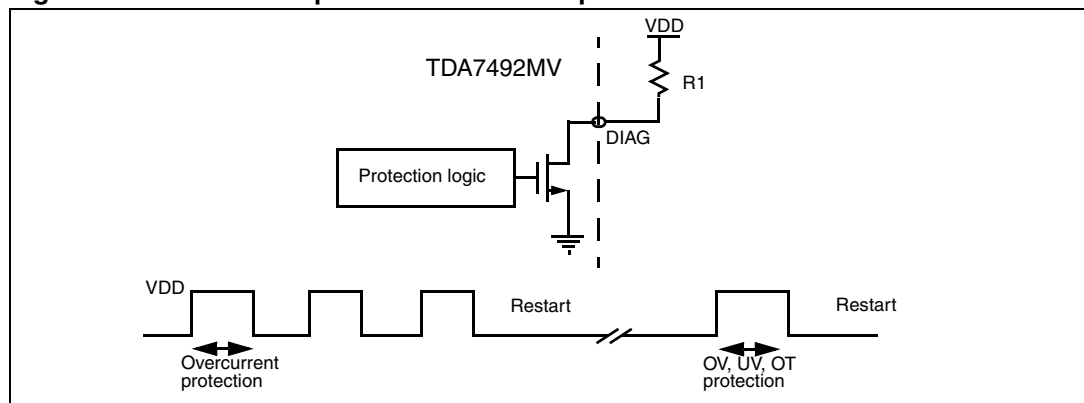 VDD
TDA7492MV
R1
DIAG
Protection logic
VDD
Restart
Restart
Overcurrent
protection
OV, UV, OT
protection